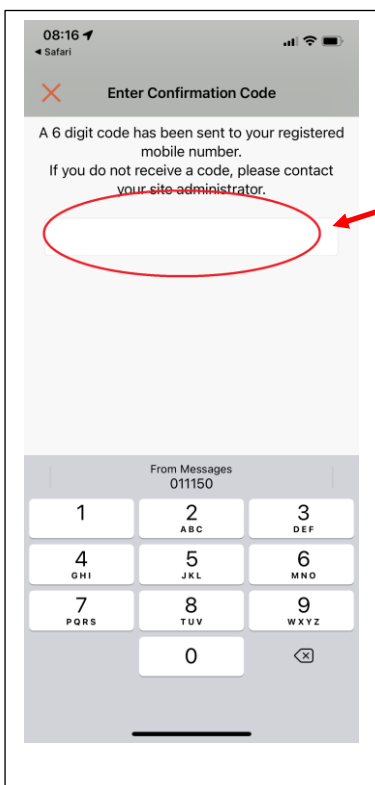 08:16
◀ Safari
Enter Confirmation Code
A 6 digit code has been sent to your registered
mobile number.
If you do not receive a code, please contact
your site administrator.
From Messages
011150
1
2
ABC
3
DEF
4
GHI
5
JKL
6
MNO
7
PQRS
8
TUV
9
WXYZ
0